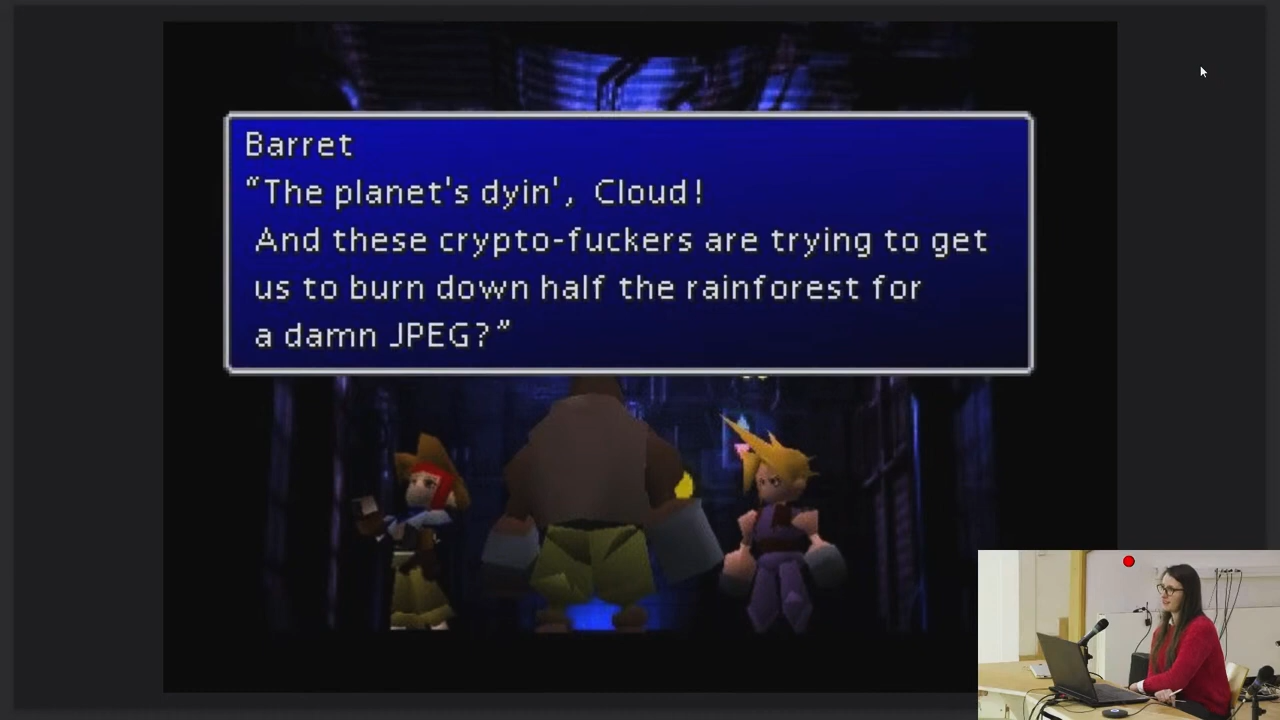 Barret
“The planet's dyin', Cloud!
And these crypto-fuckers are trying to get
us to burn down half the rainforest for
a damn JPEG?”